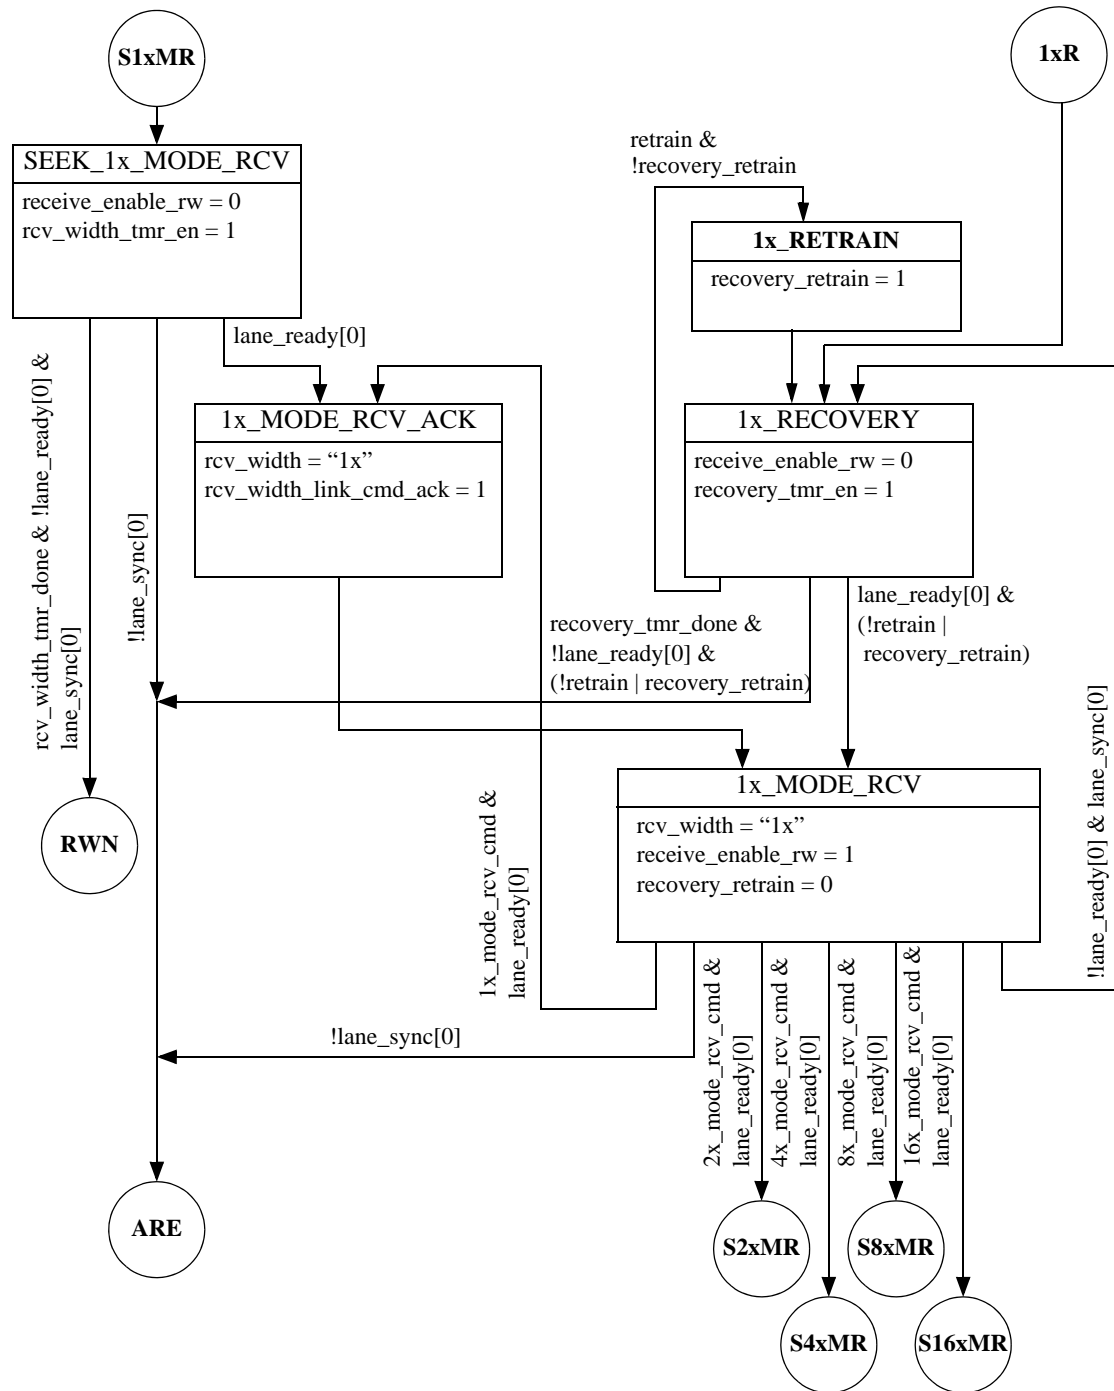 S1xMR
1xR
SEEK_1x_MODE_RCV
receive_enable_rw = 0
rcv_width_tmr_en = 1
retrain &
!recovery_retrain
1x_RETRAIN
recovery_retrain = 1
lane_ready[0]
1x_MODE_RCV_ACK
rcv_width = “1x”
rcv_width_link_cmd_ack = 1
1x_RECOVERY
receive_enable_rw = 0
recovery_tmr_en = 1
rcv_width_tmr_done & !lane_ready[0] &
lane_sync[0]
!lane_sync[0]
recovery_tmr_done &
!lane_ready[0] &
(!retrain | recovery_retrain)
lane_ready[0] &
(!retrain |
recovery_retrain)
!lane_ready[0] & lane_sync[0]
RWN
1x_MODE_RCV
rcv_width = “1x”
receive_enable_rw = 1
recovery_retrain = 0
1x_mode_rcv_cmd &
lane_ready[0]
!lane_sync[0]
2x_mode_rcv_cmd &
lane_ready[0]
4x_mode_rcv_cmd &
lane_ready[0]
8x_mode_rcv_cmd &
lane_ready[0]
16x_mode_rcv_cmd &
lane_ready[0]
ARE
S2xMR
S8xMR
S4xMR
S16xMR